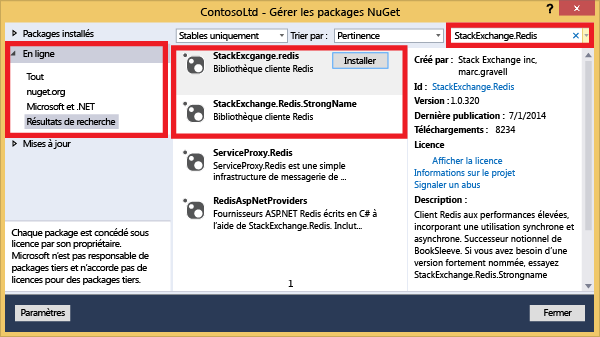 ContosoLtd - Gérer les packages NuGet
? ✕
Packages installés
En ligne
Tout
nuget.org
Microsoft et .NET
Résultats de recherche
Mises à jour
Chaque package est concédé sous
licence par son propriétaire.
Microsoft n'est pas responsable de
packages tiers et n'accorde pas de
licences pour des packages tiers.
Stables uniquement
Trier par :
Pertinence
StackExcgange.redis
Bibliothèque cliente Redis
Installer
StackExchange.Redis.StrongName
Bibliothèque cliente Redis
ServiceProxy.Redis
ServiceProxy.Redis est une simple
infrastructure de messagerie de ...
RedisAspNetProviders
Fournisseurs ASP.NET Redis écrits en C# à
l'aide de StackExchange.Redis. Inclut...
1
StackExchange.Redis
Créé par : Stack Exchange inc,
marc.gravell
Id : StackExchange.Redis
Version : 1.0.320
Dernière publication : 7/1/2014
Téléchargements : 8234
Licence
Afficher la licence
Informations sur le projet
Signaler un abus
Description :
Client Redis aux performances élevées,
incorporant une utilisation synchrone et
asynchrone. Successeur notionnel de
BookSleeve. Si vous avez besoin d'une
version fortement nommée, essayez
StackExchange.Redis.Strongname
Paramètres
Fermer